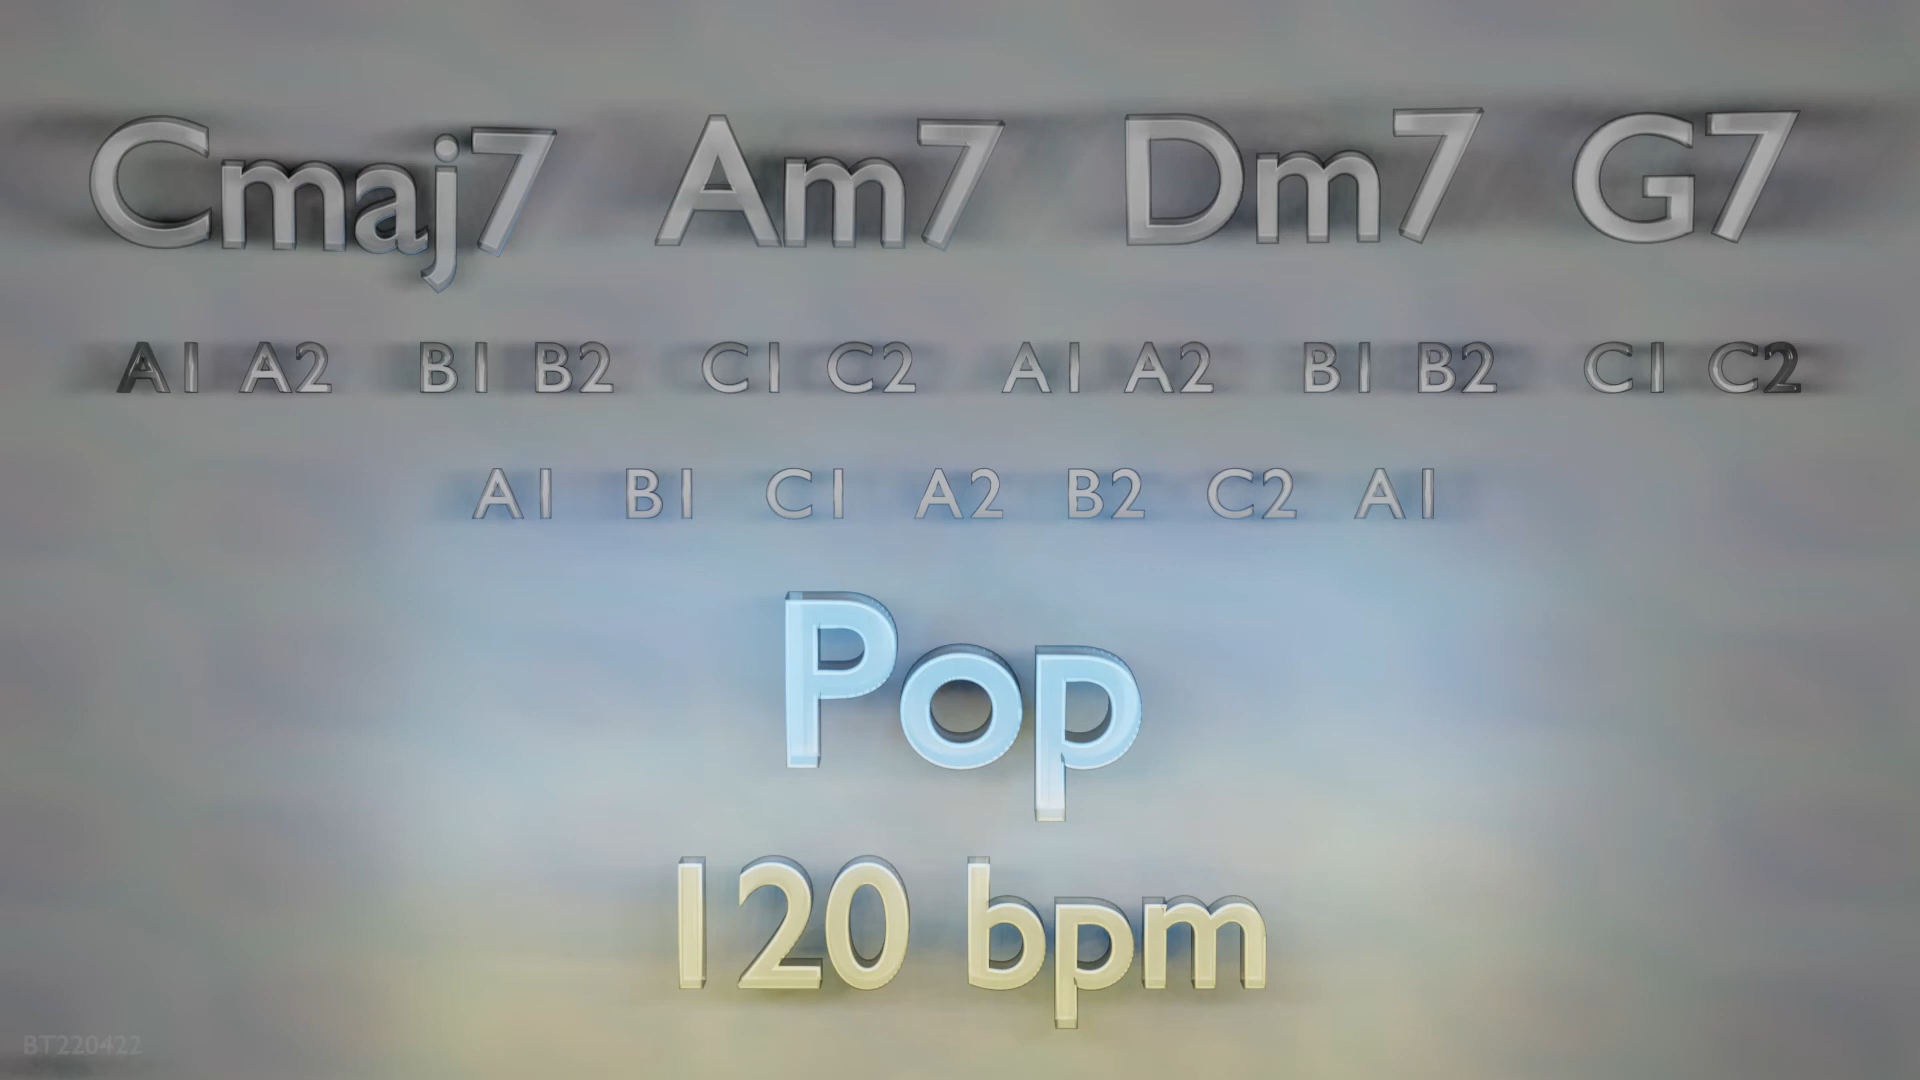 Cmaj7 Am7 Dm7 G7
A1 A2 B1 B2 C1 C2 A1 A2 B1 B2 C1 C2
A1 B1 C1 A2 B2 C2 A1
Pop
120 bpm
BT220422